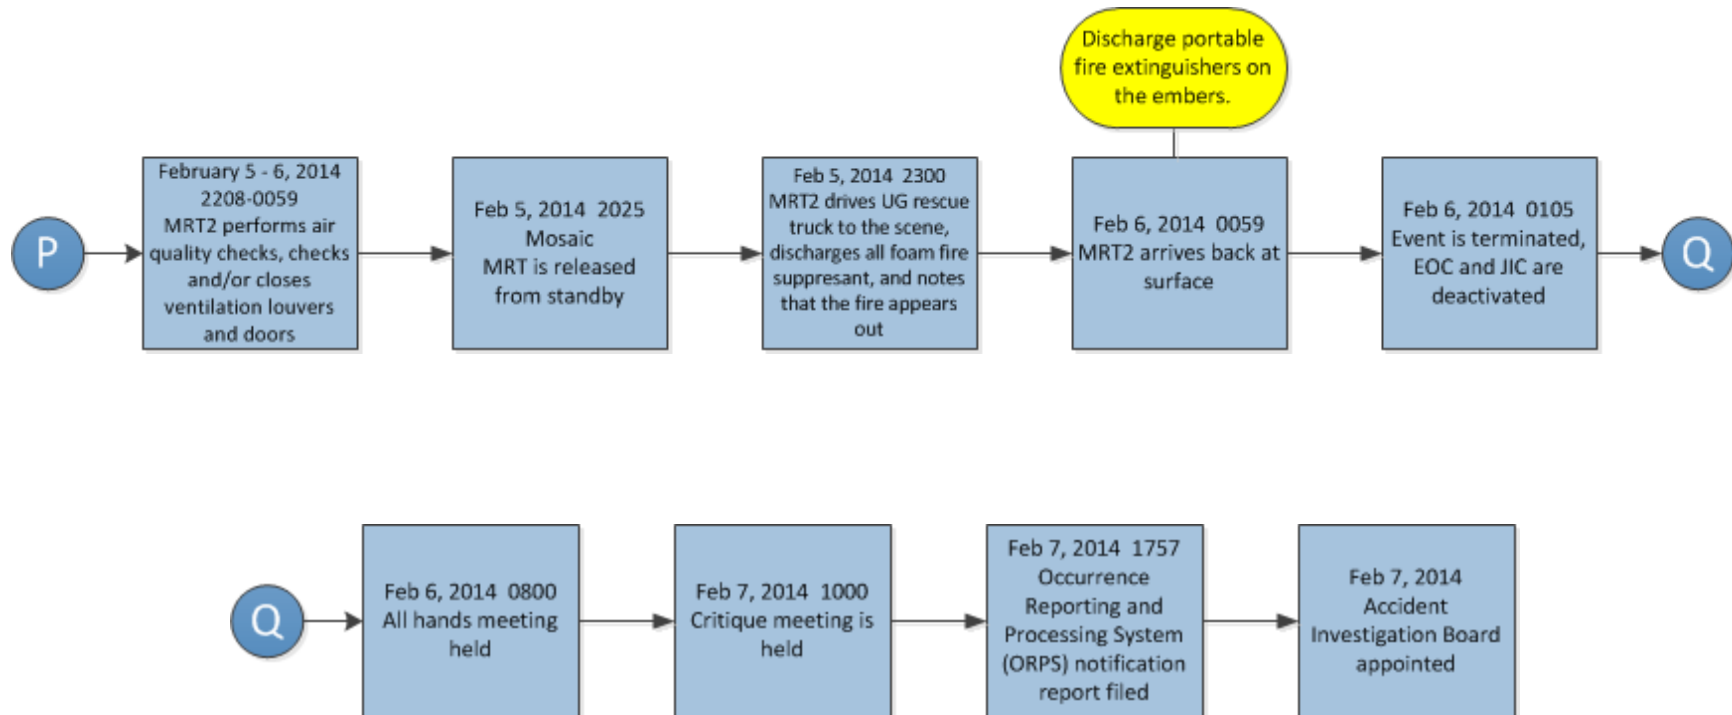 Discharge portable
fire extinguishers on
the embers.
P
February 5 - 6, 2014
2208-0059
MRT2 performs air
quality checks, checks
and/or closes
ventilation louvers
and doors
Feb 5, 2014 2025
Mosaic
MRT is released
from standby
Feb 5, 2014 2300
MRT2 drives UG rescue
truck to the scene,
discharges all foam fire
suppresant, and notes
that the fire appears
out
Feb 6, 2014 0059
MRT2 arrives back at
surface
Feb 6, 2014 0105
Event is terminated,
EOC and JIC are
deactivated
Q
Q
Feb 6, 2014 0800
All hands meeting
held
Feb 7, 2014 1000
Critique meeting is
held
Feb 7, 2014 1757
Occurrence
Reporting and
Processing System
(ORPS) notification
report filed
Feb 7, 2014
Accident
Investigation Board
appointed